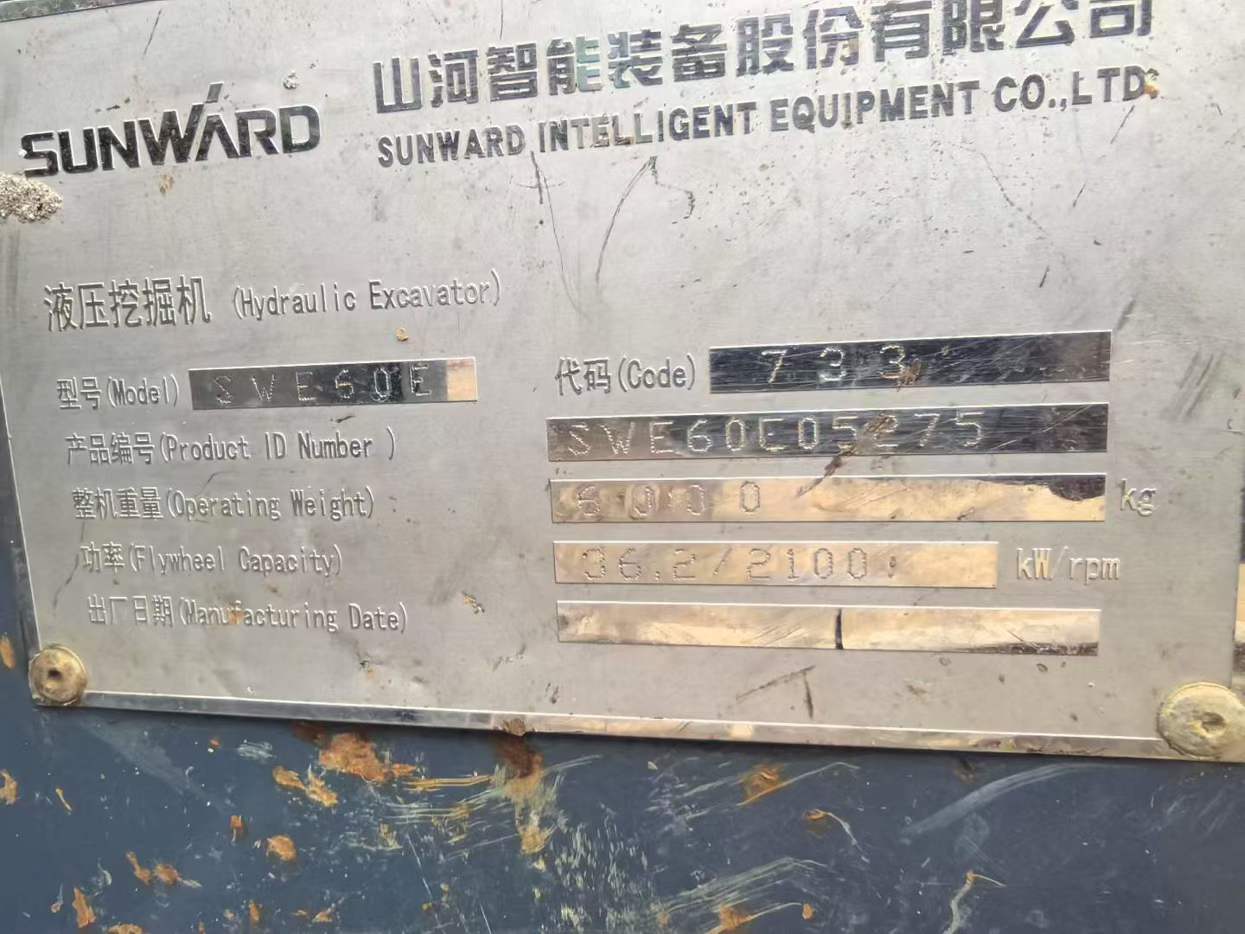 SUNWARD
山河智能装备股份有限公司
SUNWARD INTELLIGENT EQUIPMENT CO.,LTD.
液压挖掘机 (Hydraulic Excavator)
型号(Model) SWE60E 代码(Code) 733
产品编号(Product ID Number ) SWE60E05275
整机重量(Operating Weight) 6000 kg
功率(Flywheel Capacity) 36.2/2100 kW/rpm
出厂日期(Manufacturing Date)